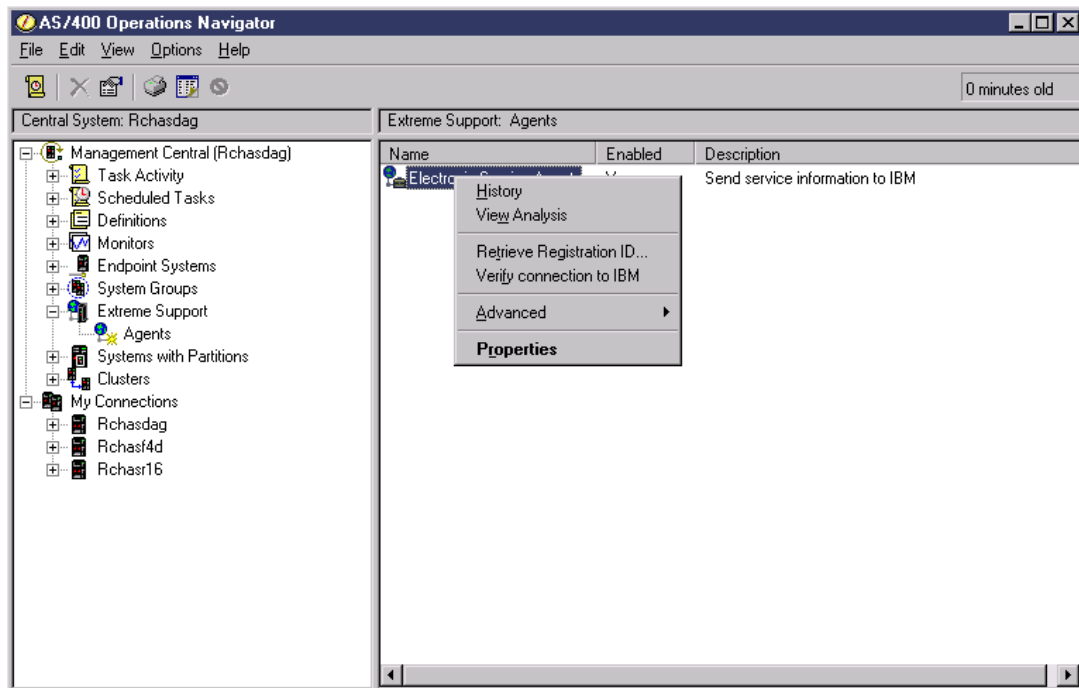 AS/400 Operations Navigator
File Edit View Options Help
0 minutes old
Central System: Rchasdag
Extreme Support: Agents
Management Central (Rchasdag)
Task Activity
Scheduled Tasks
Definitions
Monitors
Endpoint Systems
System Groups
Extreme Support
Agents
Systems with Partitions
Clusters
My Connections
Rchasdag
Rchasf4d
Rchasr16
Name Enabled Description
Send service information to IBM
History
View Analysis
Retrieve Registration ID...
Verify connection to IBM
Advanced
Properties